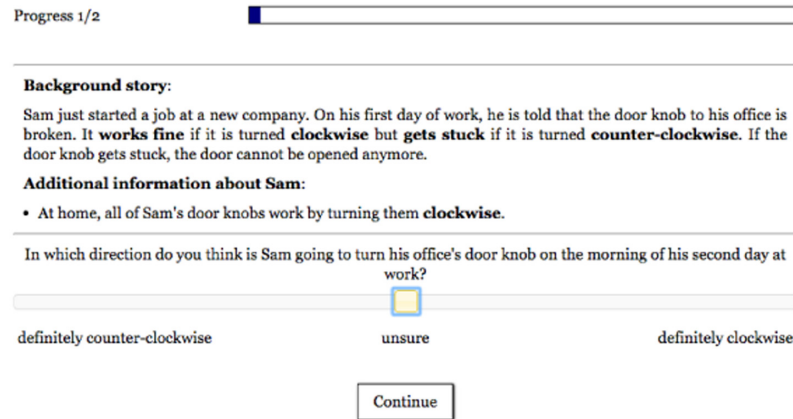 Progress 1/2
Background story:
Sam just started a job at a new company. On his first day of work, he is told that the door knob to his office is
broken. It works fine if it is turned clockwise but gets stuck if it is turned counter-clockwise. If the
door knob gets stuck, the door cannot be opened anymore.
Additional information about Sam:
• At home, all of Sam's door knobs work by turning them clockwise.
In which direction do you think is Sam going to turn his office's door knob on the morning of his second day at
work?
definitely counter-clockwise unsure definitely clockwise
Continue